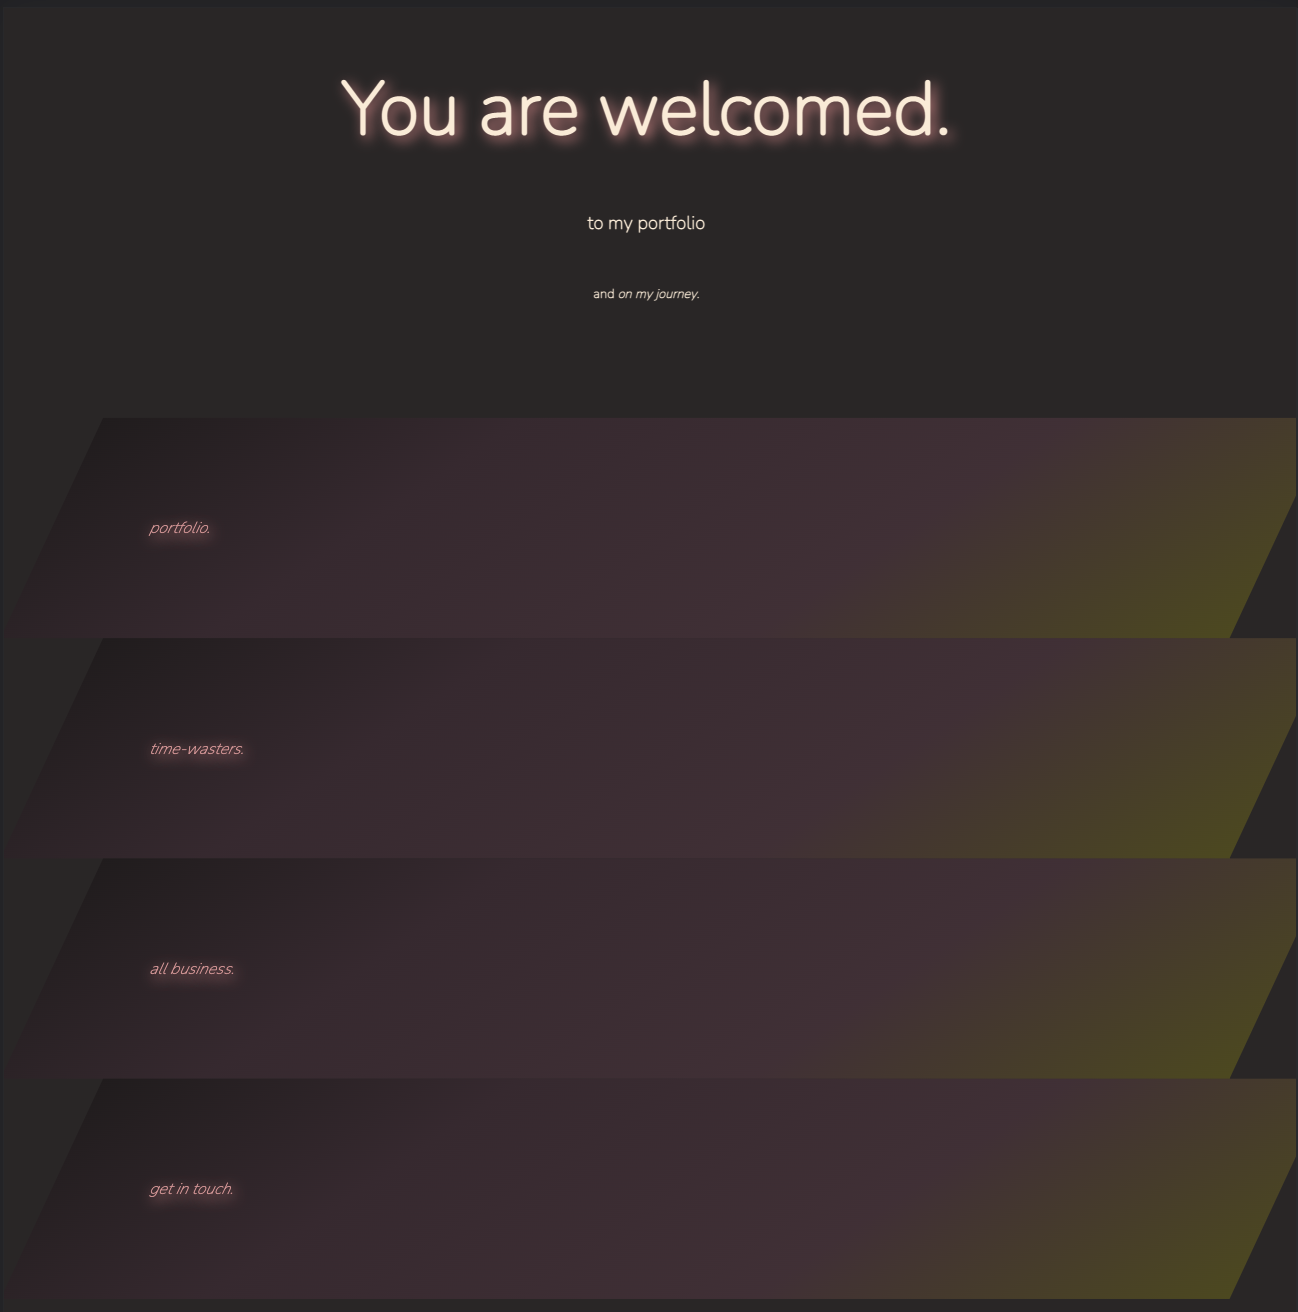 You are welcomed.
to my portfolio
and on my journey.
portfolio.
time-wasters.
all business.
get in touch.